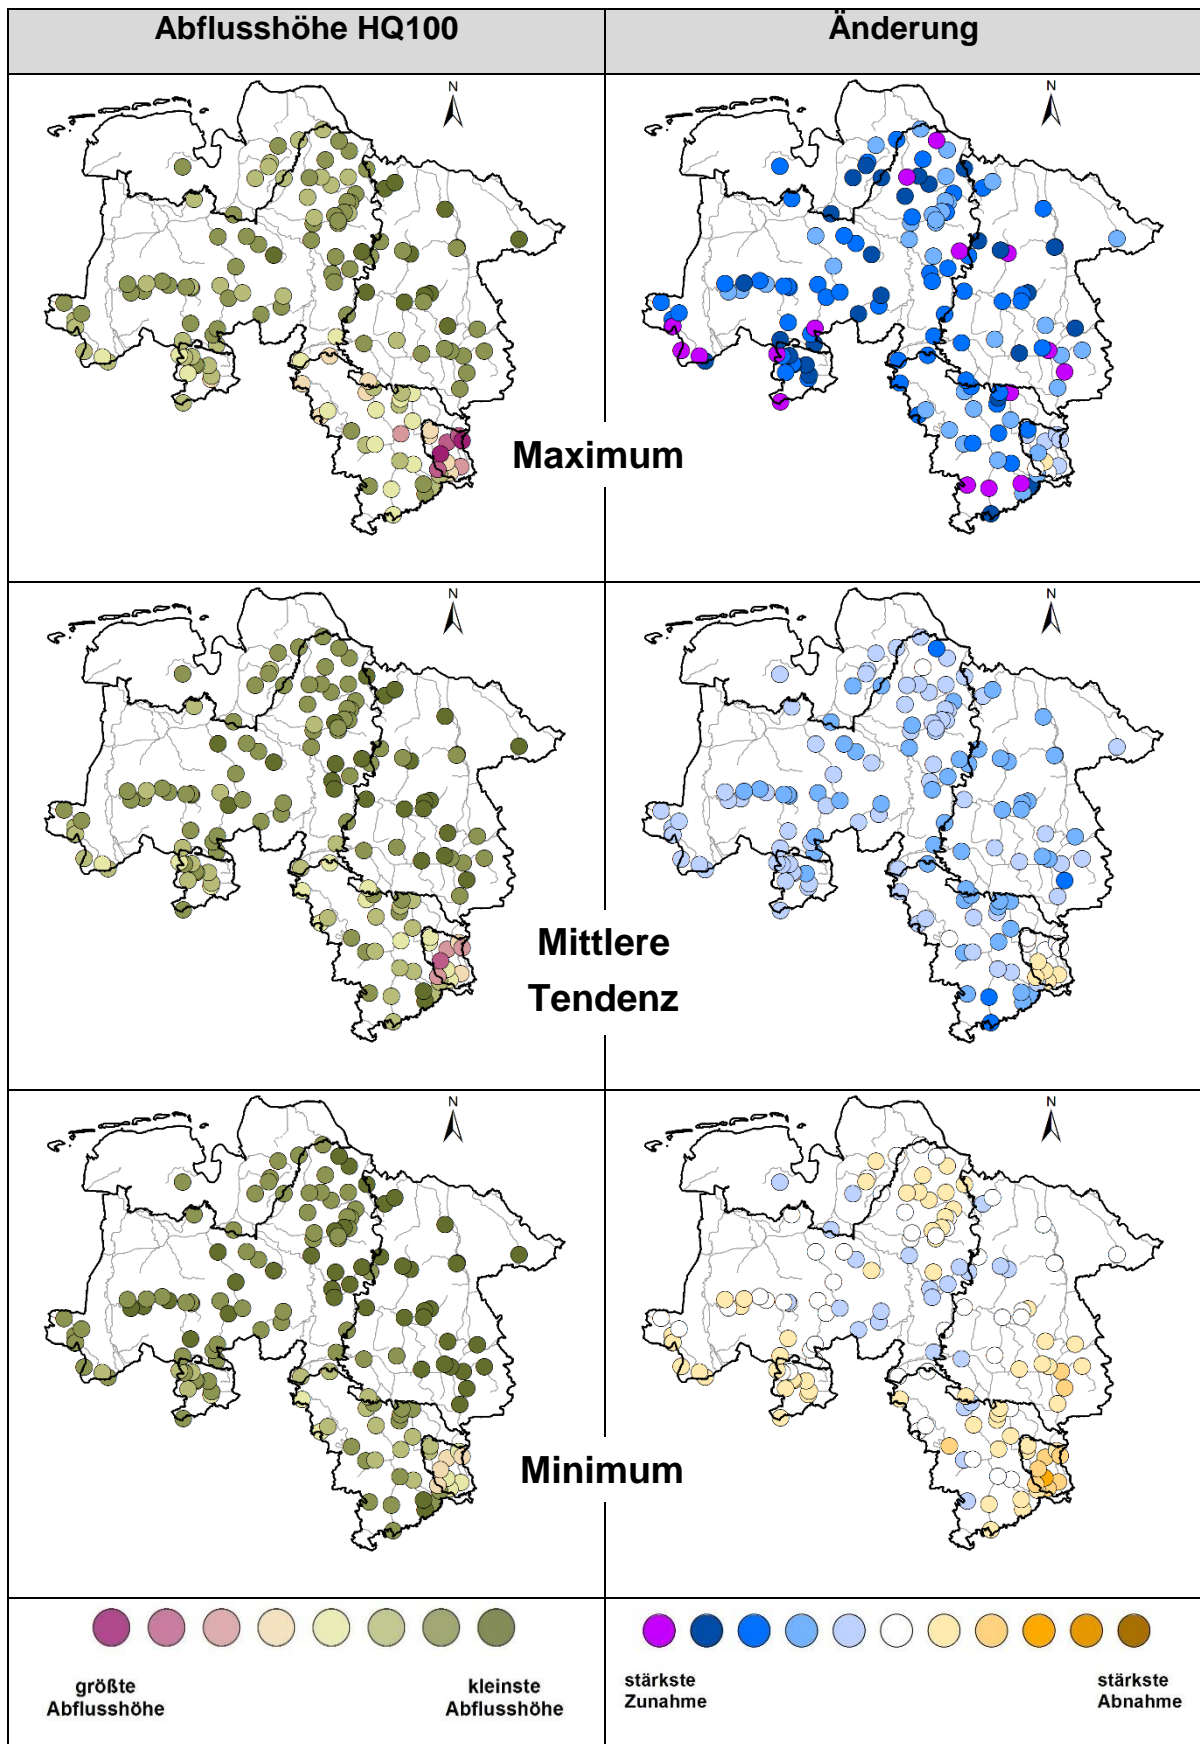 Abflusshöhe HQ100
Änderung
N
N
Maximum
N
N
Mittlere
Tendenz
N
N
Minimum
größte
Abflusshöhe
kleinste
Abflusshöhe
stärkste
Zunahme
stärkste
Abnahme